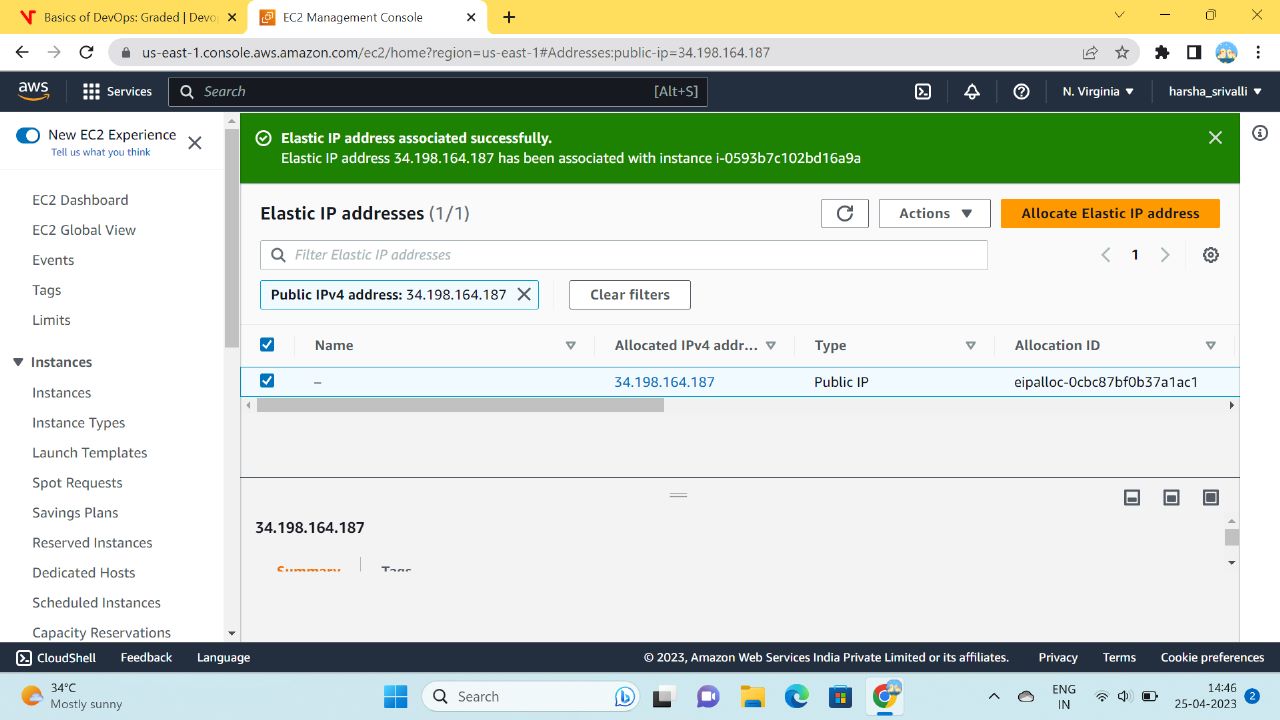 Basics of DevOps: Graded | Devo
EC2 Management Console
us-east-1.console.aws.amazon.com/ec2/home?region=us-east-1#Addresses:public-ip=34.198.164.187
aws
Services
Search
[Alt+S]
N. Virginia
harsha_srivalli
New EC2 Experience
Tell us what you think
EC2 Dashboard
EC2 Global View
Events
Tags
Limits
Instances
Instances
Instance Types
Launch Templates
Spot Requests
Savings Plans
Reserved Instances
Dedicated Hosts
Scheduled Instances
Capacity Reservations
Elastic IP address associated successfully.
Elastic IP address 34.198.164.187 has been associated with instance i-0593b7c102bd16a9a
Elastic IP addresses (1/1)
Actions
Allocate Elastic IP address
Filter Elastic IP addresses
1
Public IPv4 address: 34.198.164.187
Clear filters
Name
Allocated IPv4 addr...
Type
Allocation ID
–
34.198.164.187
Public IP
eipalloc-0cbc87bf0b37a1ac1
34.198.164.187
Summary
Tags
CloudShell
Feedback
Language
© 2023, Amazon Web Services India Private Limited or its affiliates.
Privacy
Terms
Cookie preferences
34°C
Mostly sunny
Search
ENG
IN
14:46
25-04-2023
2